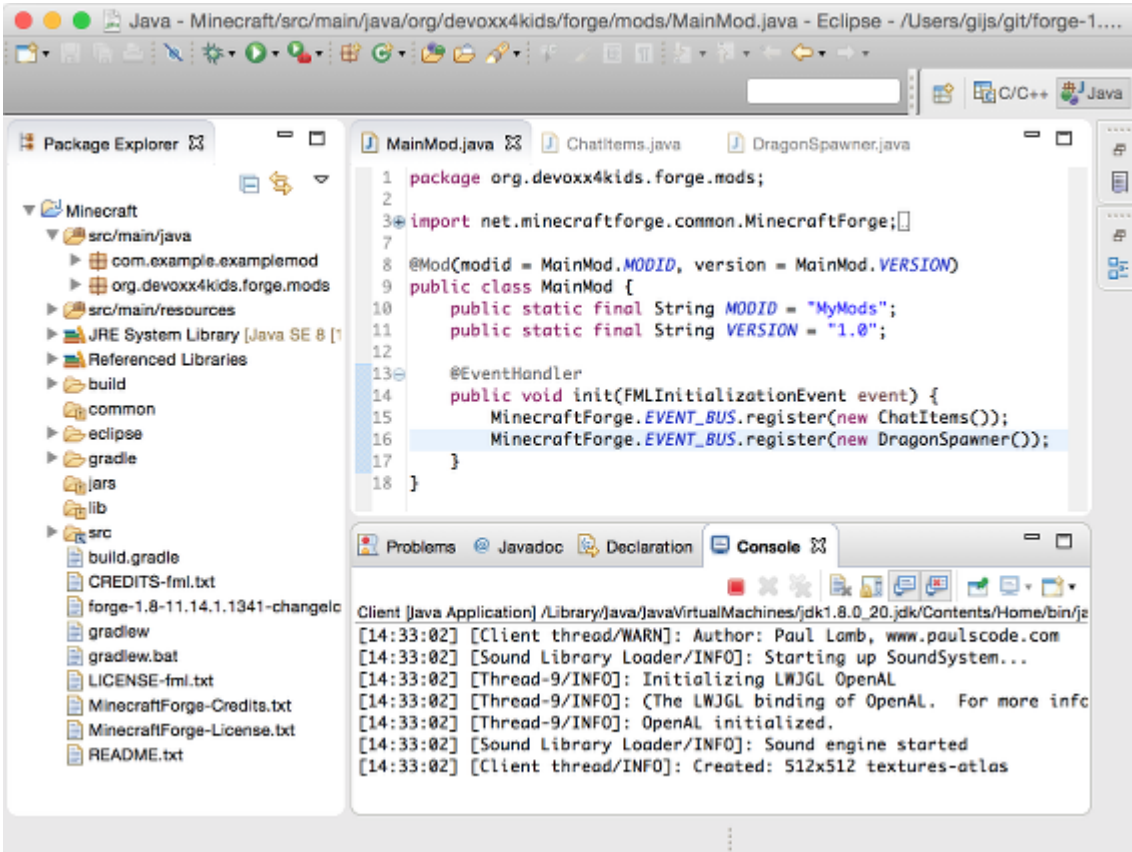 Java - Minecraft/src/main/java/org/devoxx4kids/forge/mods/MainMod.java - Eclipse - /Users/gijs/git/forge-1....
C/C++ Java
Package Explorer
Minecraft
src/main/java
com.example.examplemod
org.devoxx4kids.forge.mods
src/main/resources
JRE System Library [Java SE 8 [1
Referenced Libraries
build
common
eclipse
gradle
jars
lib
src
build.gradle
CREDITS-fml.txt
forge-1.8-11.14.1.1341-changelc
gradlew
gradlew.bat
LICENSE-fml.txt
MinecraftForge-Credits.txt
MinecraftForge-License.txt
README.txt
MainMod.java ChatItems.java DragonSpawner.java
1 package org.devoxx4kids.forge.mods;
2
3 import net.minecraftforge.common.MinecraftForge;
7
8 @Mod(modid = MainMod.MODID, version = MainMod.VERSION)
9 public class MainMod {
10 public static final String MODID = "MyMods";
11 public static final String VERSION = "1.0";
12
13 @EventHandler
14 public void init(FMLInitializationEvent event) {
15 MinecraftForge.EVENT_BUS.register(new ChatItems());
16 MinecraftForge.EVENT_BUS.register(new DragonSpawner());
17 }
18 }
Problems @ Javadoc Declaration Console
Client [Java Application] /Library/Java/JavaVirtualMachines/jdk1.8.0_20.jdk/Contents/Home/bin/ja
[14:33:02] [Client thread/WARN]: Author: Paul Lamb, www.paulscode.com
[14:33:02] [Sound Library Loader/INFO]: Starting up SoundSystem...
[14:33:02] [Thread-9/INFO]: Initializing LWJGL OpenAL
[14:33:02] [Thread-9/INFO]: (The LWJGL binding of OpenAL.  For more infc
[14:33:02] [Thread-9/INFO]: OpenAL initialized.
[14:33:02] [Sound Library Loader/INFO]: Sound engine started
[14:33:02] [Client thread/INFO]: Created: 512x512 textures-atlas